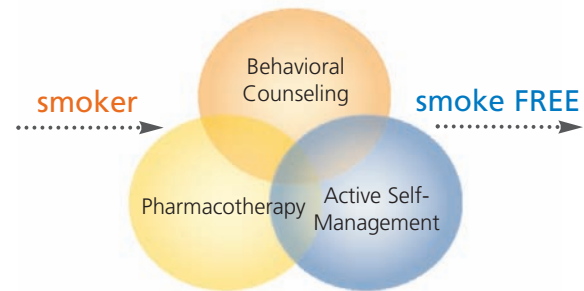 smoker
Behavioral
Counseling
smoke FREE
Pharmacotherapy
Active Self-
Management